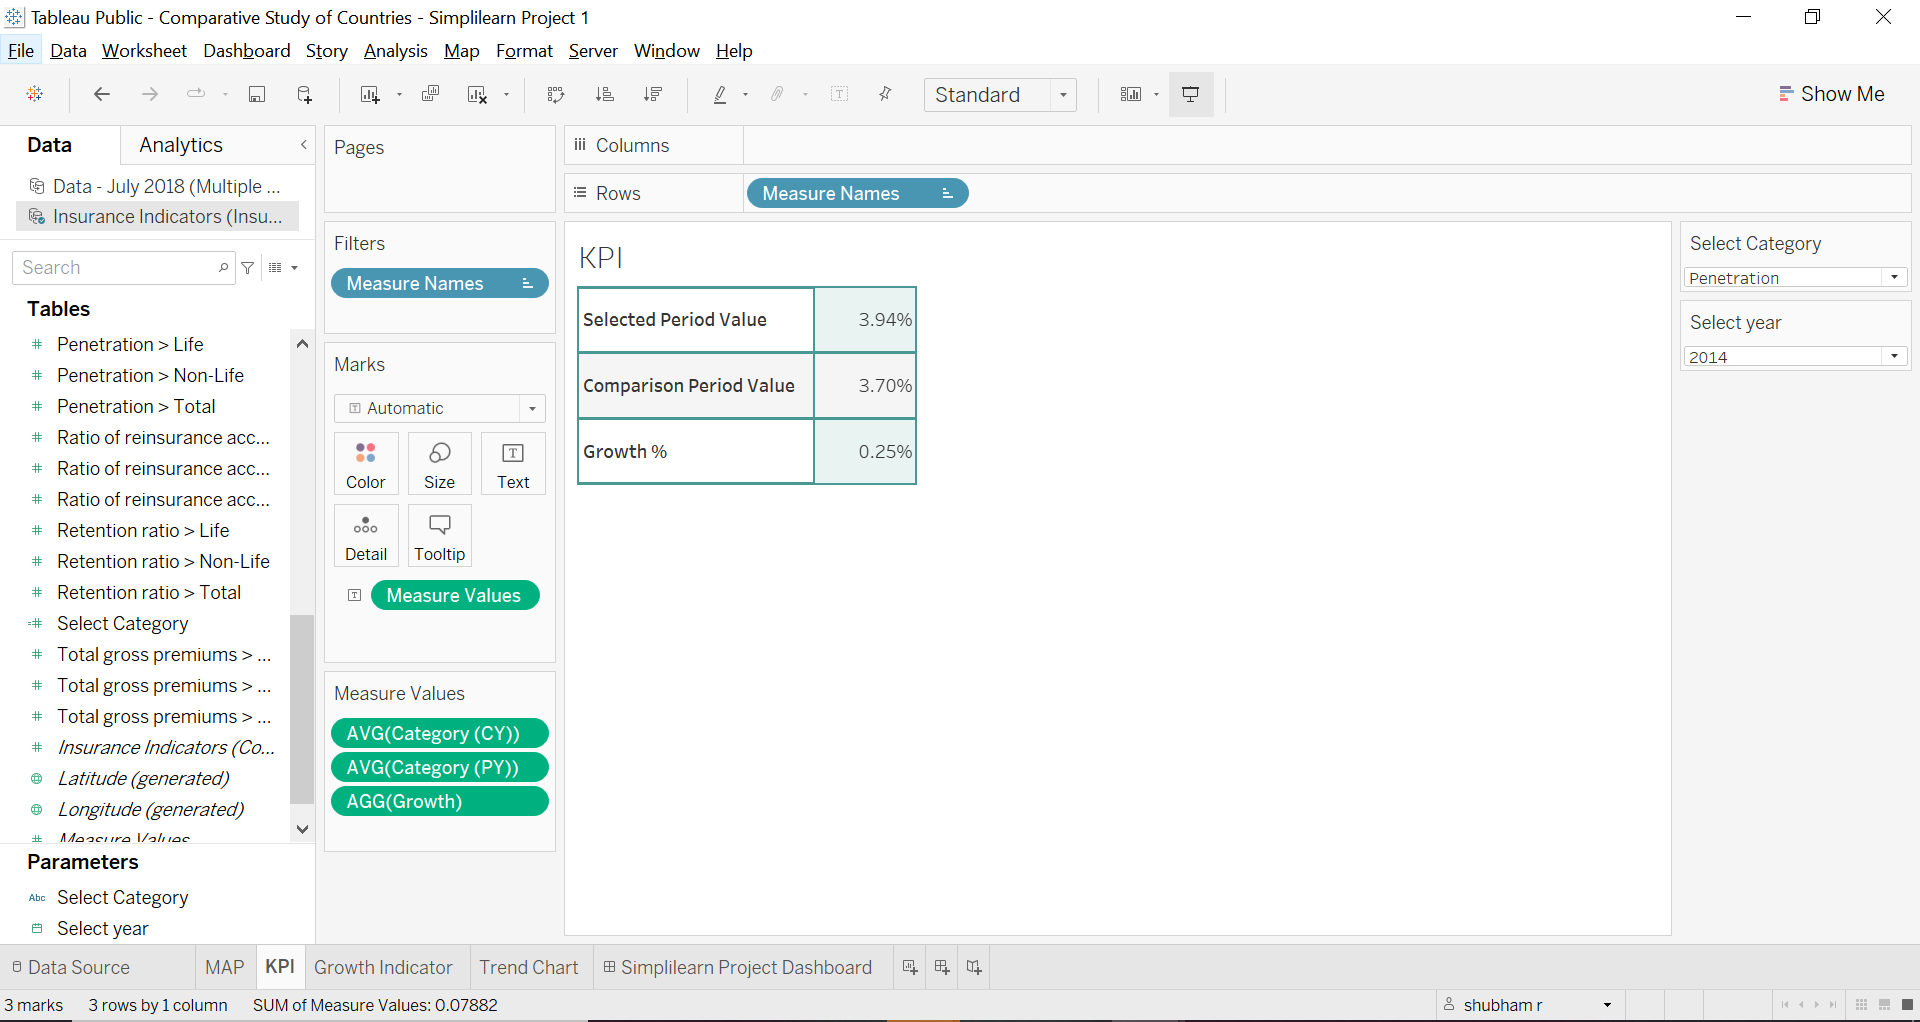 Tableau Public - Comparative Study of Countries - Simplilearn Project 1
File Data Worksheet Dashboard Story Analysis Map Format Server Window Help
Standard
Show Me
Data Analytics
Data - July 2018 (Multiple ...
Insurance Indicators (Insu...
Search
Tables
# Penetration > Life
# Penetration > Non-Life
# Penetration > Total
# Ratio of reinsurance acc...
# Ratio of reinsurance acc...
# Ratio of reinsurance acc...
# Retention ratio > Life
# Retention ratio > Non-Life
# Retention ratio > Total
=# Select Category
# Total gross premiums > ...
# Total gross premiums > ...
# Total gross premiums > ...
# Insurance Indicators (Co...
Latitude (generated)
Longitude (generated)
# Measure Values
Parameters
Abc Select Category
Select year
Pages
Filters
Measure Names
Marks
T Automatic
Color Size T Text
Detail Tooltip
T Measure Values
Measure Values
AVG(Category (CY))
AVG(Category (PY))
AGG(Growth)
Columns
Rows Measure Names
KPI
Selected Period Value 3.94%
Comparison Period Value 3.70%
Growth % 0.25%
Select Category
Penetration
Select year
2014
Data Source MAP KPI Growth Indicator Trend Chart Simplilearn Project Dashboard
3 marks 3 rows by 1 column SUM of Measure Values: 0.07882 shubham r